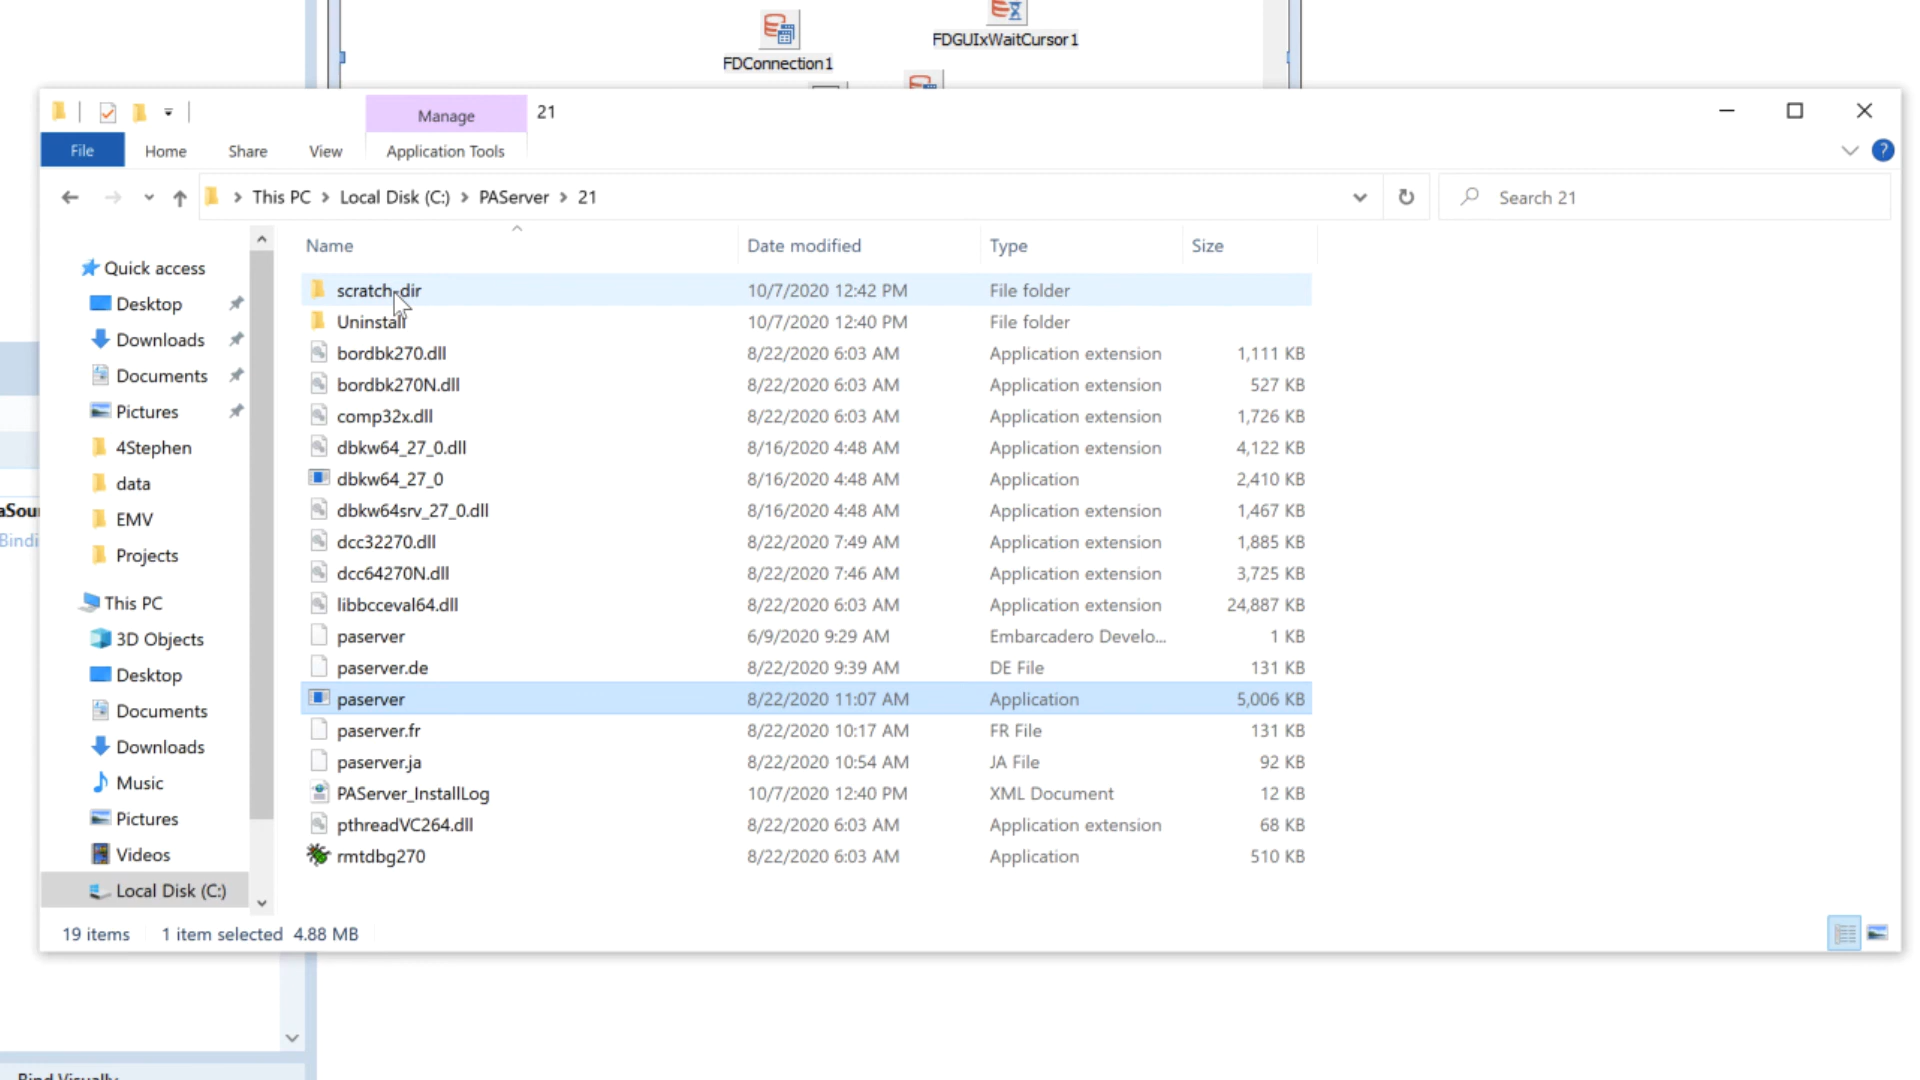 FDGUIxWaitCursor1
FDConnection1
Manage
21
File
Home
Share
View
Application Tools
?
This PC > Local Disk (C:) > PAServer > 21
Search 21
Name
Date modified
Type
Size
Quick access
Desktop
Downloads
Documents
Pictures
4Stephen
data
EMV
Projects
This PC
3D Objects
Desktop
Documents
Downloads
Music
Pictures
Videos
Local Disk (C:)
scratch-dir 10/7/2020 12:42 PM File folder
Uninstall 10/7/2020 12:40 PM File folder
bordbk270.dll 8/22/2020 6:03 AM Application extension 1,111 KB
bordbk270N.dll 8/22/2020 6:03 AM Application extension 527 KB
comp32x.dll 8/22/2020 6:03 AM Application extension 1,726 KB
dbkw64_27_0.dll 8/16/2020 4:48 AM Application extension 4,122 KB
dbkw64_27_0 8/16/2020 4:48 AM Application 2,410 KB
dbkw64srv_27_0.dll 8/16/2020 4:48 AM Application extension 1,467 KB
dcc32270.dll 8/22/2020 7:49 AM Application extension 1,885 KB
dcc64270N.dll 8/22/2020 7:46 AM Application extension 3,725 KB
libbcceval64.dll 8/22/2020 6:03 AM Application extension 24,887 KB
paserver 6/9/2020 9:29 AM Embarcadero Develo... 1 KB
paserver.de 8/22/2020 9:39 AM DE File 131 KB
paserver 8/22/2020 11:07 AM Application 5,006 KB
paserver.fr 8/22/2020 10:17 AM FR File 131 KB
paserver.ja 8/22/2020 10:54 AM JA File 92 KB
PAServer_InstallLog 10/7/2020 12:40 PM XML Document 12 KB
pthreadVC264.dll 8/22/2020 6:03 AM Application extension 68 KB
rmtdbg270 8/22/2020 6:03 AM Application 510 KB
aSou
Bindi
19 items 1 item selected 4.88 MB
Bind Visually